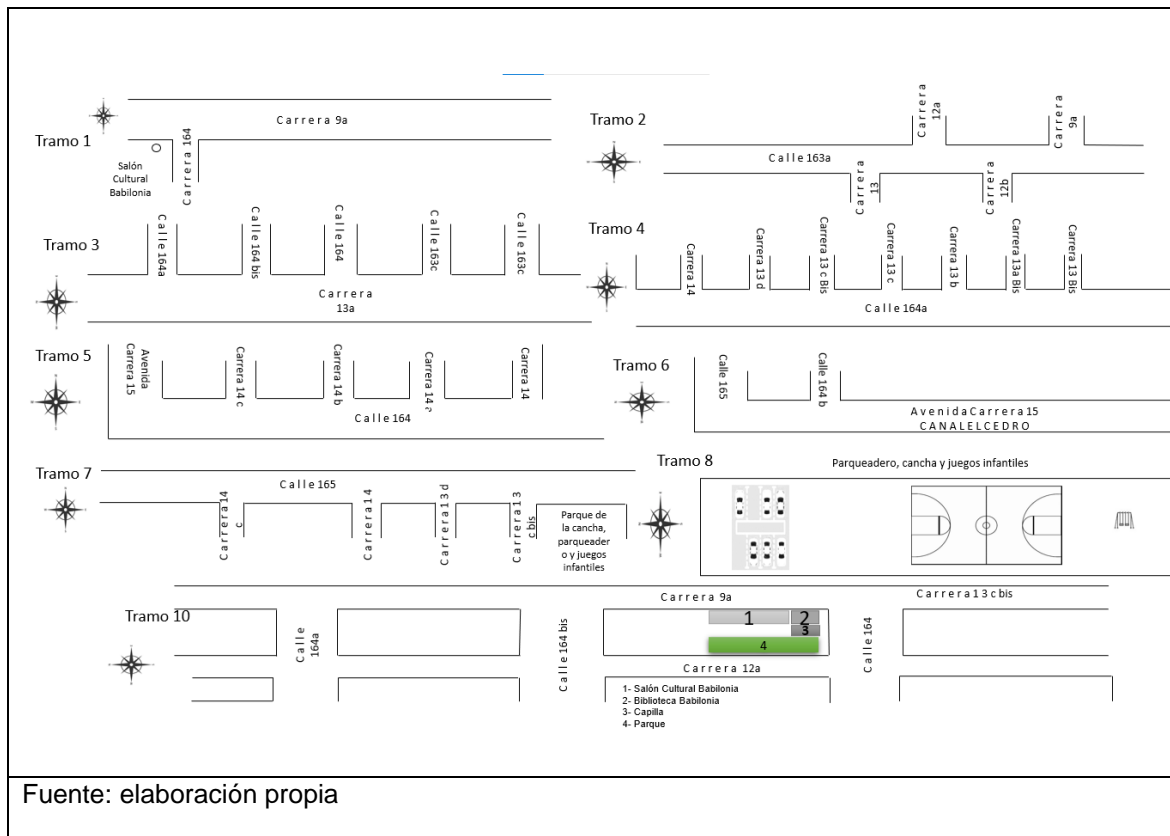 Tramo 1
Carrera 9a
Carrera 164
Salón
Cultural
Babilonia
Tramo 2
Carrera
12a
Carrera
9a
Calle 163a
Carrera
13
Carrera
12b
Tramo 3
Calle 164a
Calle 164 bis
Calle 164
Calle 163c
Calle 163c
Carrera
13a
Tramo 4
Carrera 14
Carrera 13 d
Carrera 13 c Bis
Carrera 13 c
Carrera 13 b
Carrera 13a Bis
Carrera 13 Bis
Calle 164a
Tramo 5
Avenida
Carrera 15
Carrera 14 c
Carrera 14 b
Carrera 14 a
Carrera 14
Calle 164
Tramo 6
Calle 165
Calle 164 b
Avenida Carrera 15
CANAL EL CEDRO
Tramo 7
Calle 165
Carrera 14
c
Carrera 14
Carrera 13 d
Carrera 13
c bis
Parque de
la cancha,
parqueader
o y juegos
infantiles
Tramo 8
Parqueadero, cancha y juegos infantiles
Tramo 10
Carrera 9a
Carrera 13 c bis
Calle
164a
Calle 164 bis
1
2
3
4
Calle 164
Carrera 12a
1- Salón Cultural Babilonia
2- Biblioteca Babilonia
3- Capilla
4- Parque
Fuente: elaboración propia